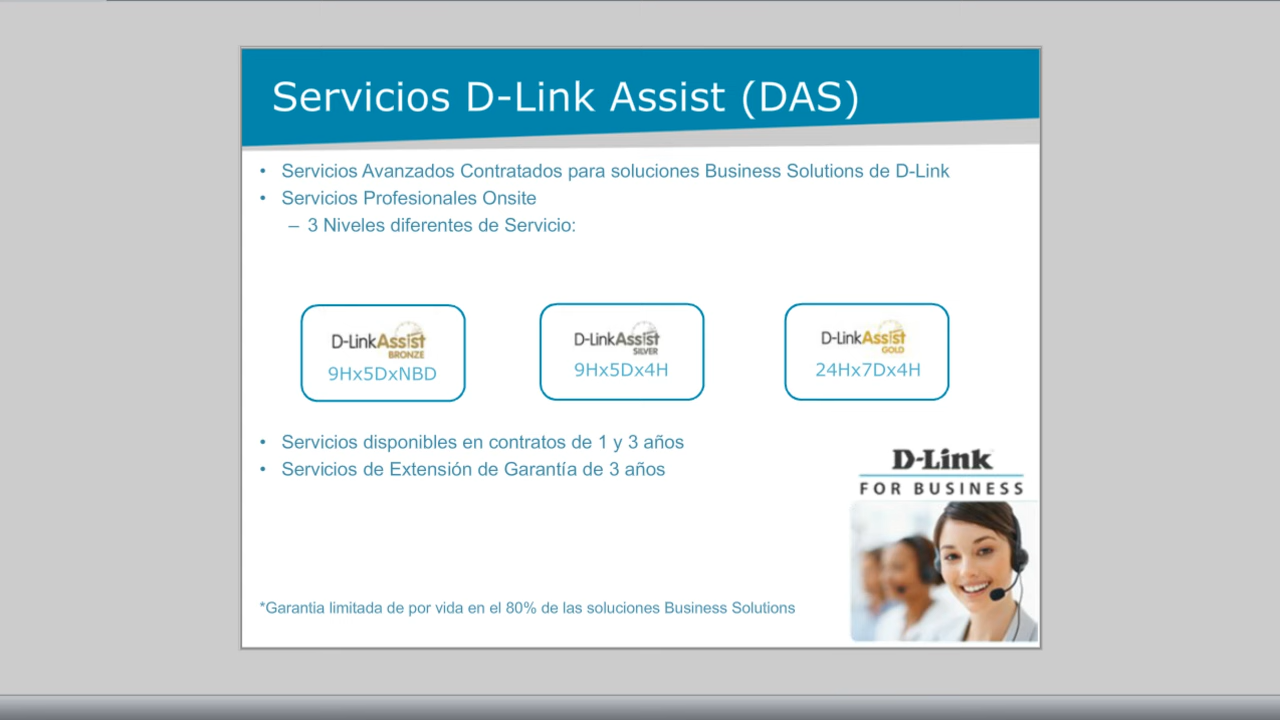 Servicios D-Link Assist (DAS)
• Servicios Avanzados Contratados para soluciones Business Solutions de D-Link
• Servicios Profesionales Onsite
– 3 Niveles diferentes de Servicio:
D-LinkAssist
BRONZE
9Hx5DxNBD
D-LinkAssist
SILVER
9Hx5Dx4H
D-LinkAssist
GOLD
24Hx7Dx4H
• Servicios disponibles en contratos de 1 y 3 años
• Servicios de Extensión de Garantía de 3 años
D-Link
FOR BUSINESS
*Garantia limitada de por vida en el 80% de las soluciones Business Solutions